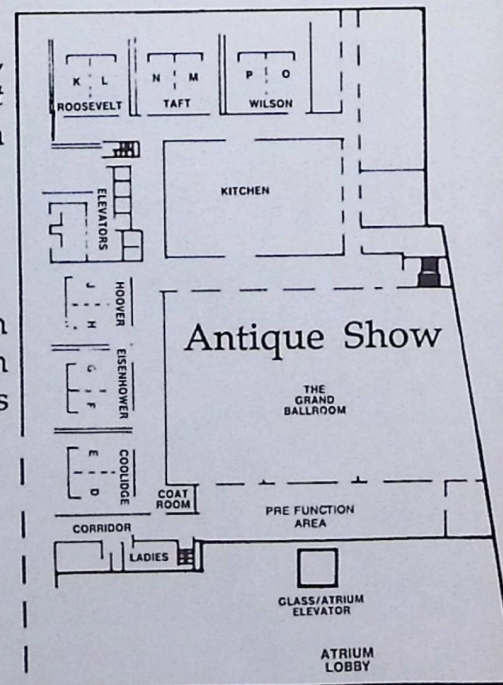 K L
N M
P O
ROOSEVELT
TAFT
WILSON
KITCHEN
ELEVATORS
J
H
HOOVER
Antique Show
THE
GRAND
BALLROOM
G
F
EISENHOWER
E
D
COOLIDGE
COAT
ROOM
PRE FUNCTION
AREA
CORRIDOR
LADIES
GLASS/ATRIUM
ELEVATOR
ATRIUM
LOBBY